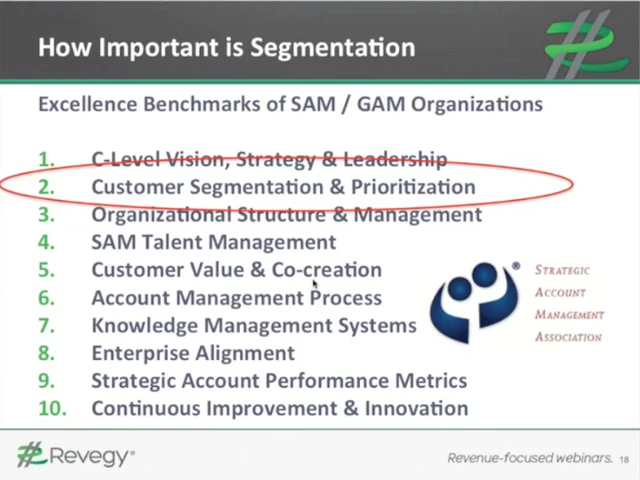 How Important is Segmentation
Excellence Benchmarks of SAM / GAM Organizations
1. C-Level Vision, Strategy & Leadership
2. Customer Segmentation & Prioritization
3. Organizational Structure & Management
4. SAM Talent Management
5. Customer Value & Co-creation
6. Account Management Process
7. Knowledge Management Systems
8. Enterprise Alignment
9. Strategic Account Performance Metrics
10. Continuous Improvement & Innovation
®
STRATEGIC
ACCOUNT
MANAGEMENT
ASSOCIATION
Revegy®
Revenue-focused webinars. 18